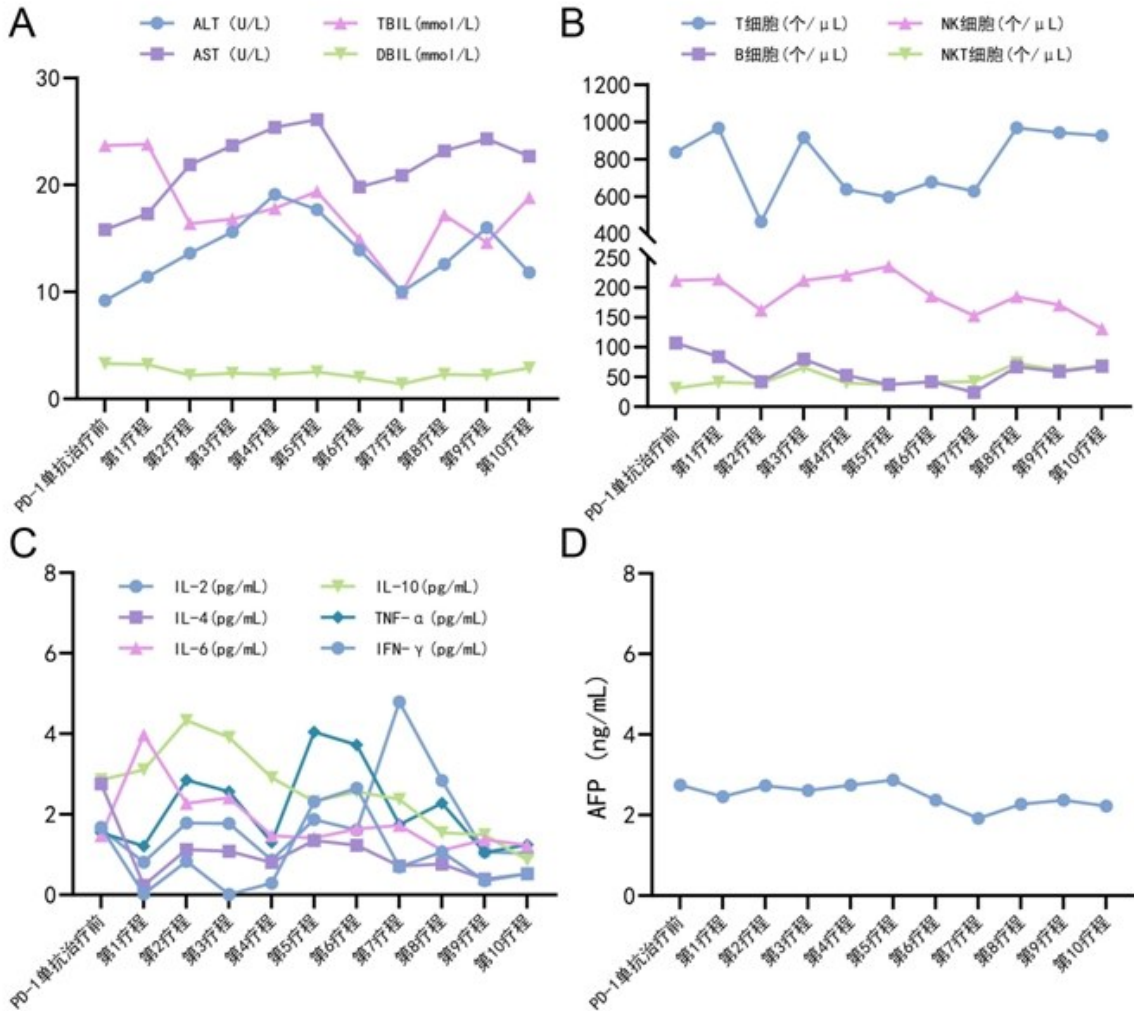 A
ALT (U/L)
TBIL(mmol/L)
AST (U/L)
DBIL(mmol/L)
30
20
10
0
PD-1单抗治疗前
第1疗程
第2疗程
第3疗程
第4疗程
第5疗程
第6疗程
第7疗程
第8疗程
第9疗程
第10疗程
B
T细胞(个/μL)
NK细胞(个/μL)
B细胞(个/μL)
NKT细胞(个/μL)
1200
1000
800
600
400
250
200
150
100
50
0
PD-1单抗治疗前
第1疗程
第2疗程
第3疗程
第4疗程
第5疗程
第6疗程
第7疗程
第8疗程
第9疗程
第10疗程
C
IL-2(pg/mL)
IL-10(pg/mL)
IL-4(pg/mL)
TNF-α(pg/mL)
IL-6(pg/mL)
IFN-γ(pg/mL)
8
6
4
2
0
PD-1单抗治疗前
第1疗程
第2疗程
第3疗程
第4疗程
第5疗程
第6疗程
第7疗程
第8疗程
第9疗程
第10疗程
D
AFP (ng/mL)
8
6
4
2
0
PD-1单抗治疗前
第1疗程
第2疗程
第3疗程
第4疗程
第5疗程
第6疗程
第7疗程
第8疗程
第9疗程
第10疗程